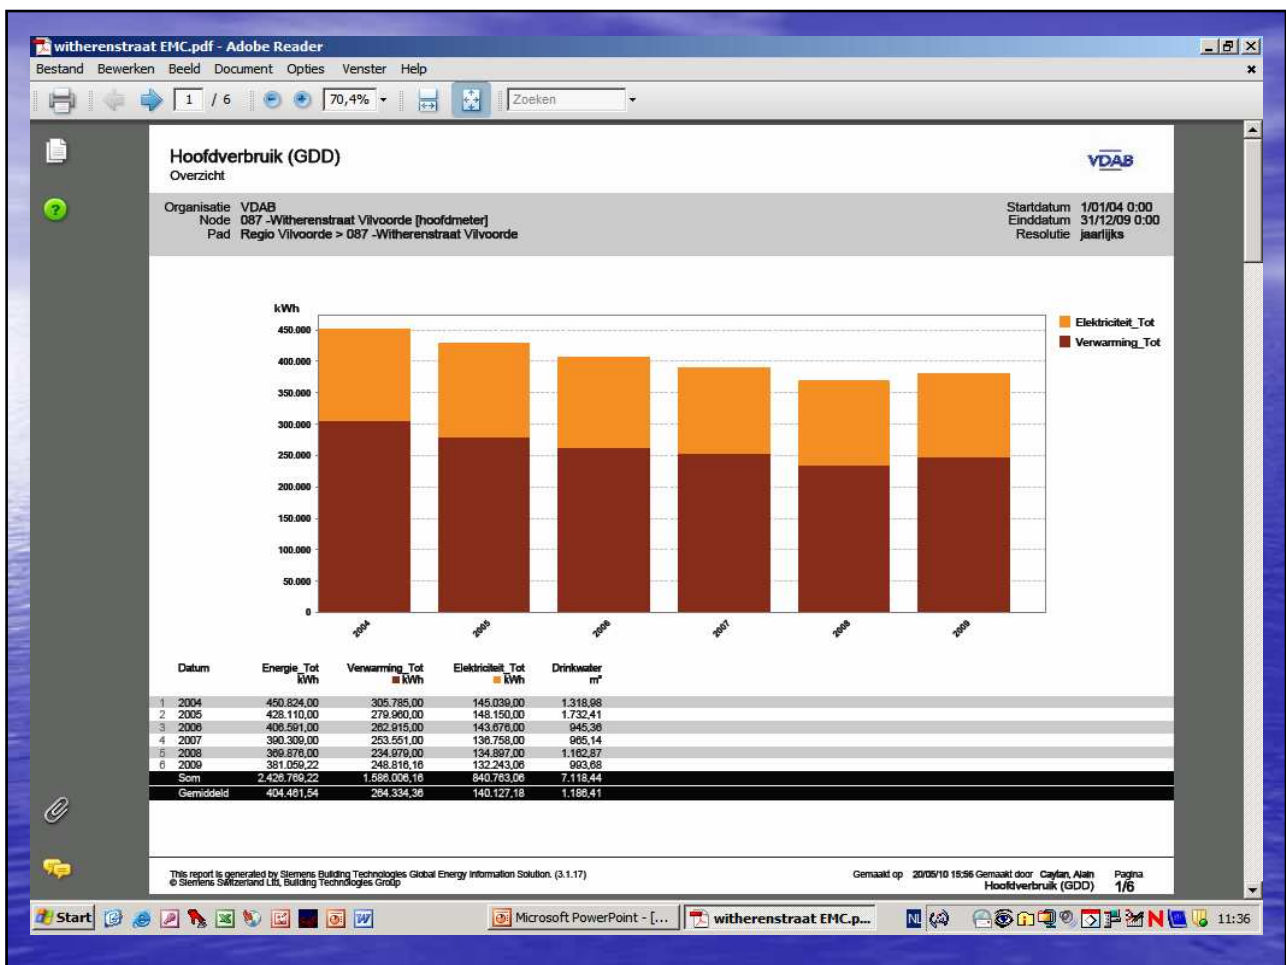 witherenstraat EMC.pdf - Adobe Reader
Bestand Bewerken Beeld Document Opties Venster Help
1 / 6 70,4% Zoeken
Hoofdverbruik (GDD)
Overzicht
VDAB
Organisatie VDAB
Node 087 -Witherenstraat Vilvoorde [hoofdmeter]
Pad Regio Vilvoorde > 087 -Witherenstraat Vilvoorde
Startdatum 1/01/04 0:00
Einddatum 31/12/09 0:00
Resolutie jaarlijks
kWh
450.000
400.000
350.000
300.000
250.000
200.000
150.000
100.000
50.000
0
2004 2005 2006 2007 2008 2009
Elektriciteit_Tot
Verwarming_Tot
Datum Energie_Tot Verwarming_Tot Elektriciteit_Tot Drinkwater
kWh kWh kWh m³
1 2004 450.824,00 305.785,00 145.039,00 1.318,98
2 2005 428.110,00 279.960,00 148.150,00 1.732,41
3 2006 406.591,00 262.915,00 143.676,00 945,36
4 2007 390.309,00 253.551,00 136.758,00 965,14
5 2008 369.876,00 234.979,00 134.897,00 1.162,87
6 2009 381.059,22 248.816,16 132.243,06 993,68
Som 2.426.769,22 1.586.006,16 840.763,06 7.118,44
Gemiddeld 404.461,54 264.334,36 140.127,18 1.186,41
This report is generated by Siemens Building Technologies Global Energy Information Solution. (3.1.17)
© Siemens Switzerland Ltd, Building Technologies Group
Gemaakt op 20/05/10 15:56 Gemaakt door Caytan, Alain Pagina
Hoofdverbruik (GDD) 1/6
Start Microsoft PowerPoint - [... witherenstraat EMC.p... NL 11:36